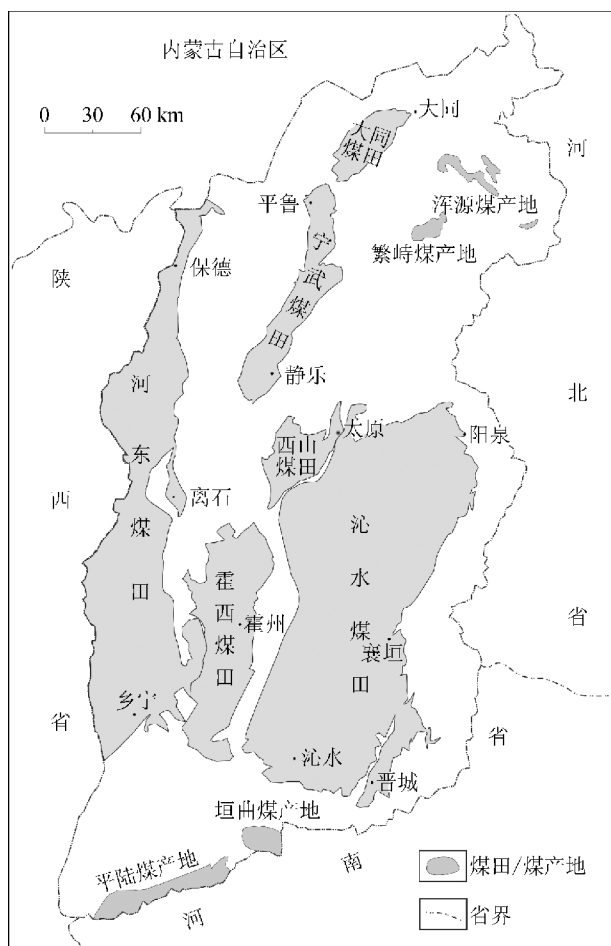 内蒙古自治区
0 30 60 km
大同
大同煤田
河
浑源煤产地
平鲁
繁峙煤产地
宁武煤田
陕
保德
静乐
河东煤田
北
太原
阳泉
西山煤田
西
离石
沁水煤田
霍西煤田
霍州
省
襄垣
乡宁
省
省
沁水
晋城
垣曲煤产地
平陆煤产地
南
河
煤田/煤产地
省界